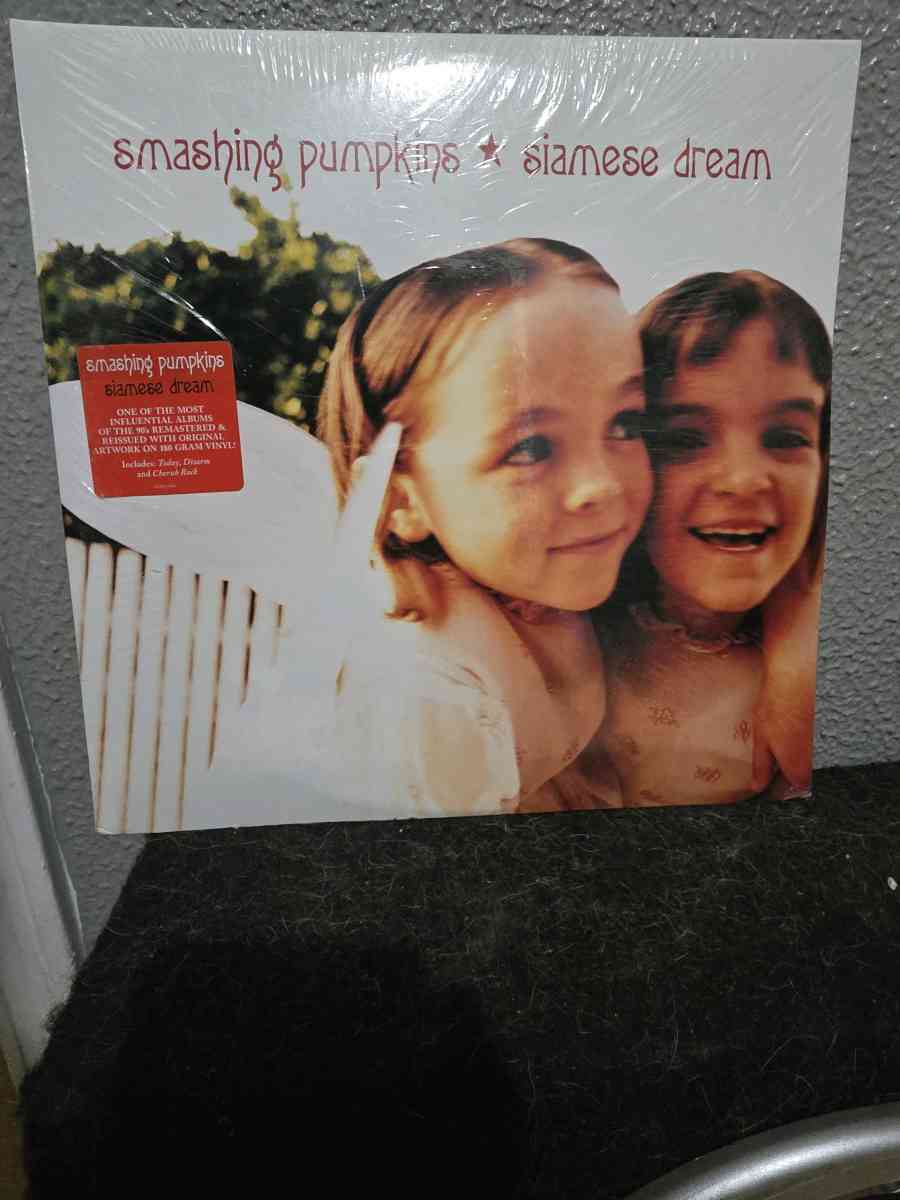 smashing pumpkins ★ siamese dream
smashing pumpkins
siamese dream
ONE OF THE MOST
INFLUENTIAL ALBUMS
OF THE 90's REMASTERED &
REISSUED WITH ORIGINAL
ARTWORK ON 180 GRAM VINYL!
Includes: Today, Disarm
and Cherub Rock